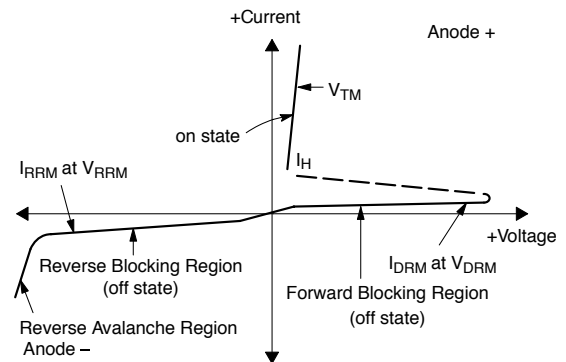 +Current
Anode +
V_TM
on state
I_H
I_RRM at V_RRM
+Voltage
Reverse Blocking Region
(off state)
I_DRM at V_DRM
Forward Blocking Region
(off state)
Reverse Avalanche Region
Anode –